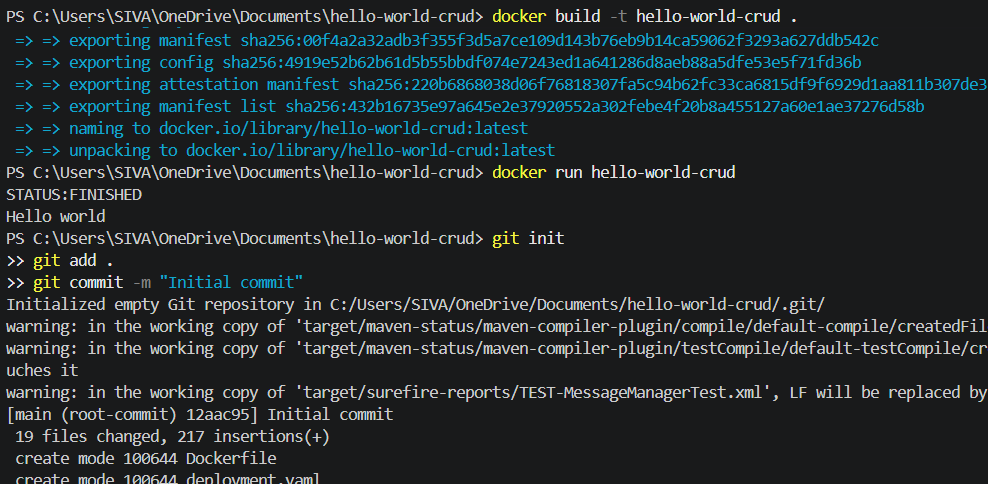 PS C:\Users\SIVA\OneDrive\Documents\hello-world-crud> docker build -t hello-world-crud .
=> => exporting manifest sha256:00f4a2a32adb3f355f3d5a7ce109d143b76eb9b14ca59062f3293a627ddb542c
=> => exporting config sha256:4919e52b62b61d5b55bbdf074e7243ed1a641286d8aeb88a5dfe53e5f71fd36b
=> => exporting attestation manifest sha256:220b6868038d06f76818307fa5c94b62fc33ca6815df9f6929d1aa811b307de3
=> => exporting manifest list sha256:432b16735e97a645e2e37920552a302febe4f20b8a455127a60e1ae37276d58b
=> => naming to docker.io/library/hello-world-crud:latest
=> => unpacking to docker.io/library/hello-world-crud:latest
PS C:\Users\SIVA\OneDrive\Documents\hello-world-crud> docker run hello-world-crud
STATUS:FINISHED
Hello world
PS C:\Users\SIVA\OneDrive\Documents\hello-world-crud> git init
>> git add .
>> git commit -m "Initial commit"
Initialized empty Git repository in C:/Users/SIVA/OneDrive/Documents/hello-world-crud/.git/
warning: in the working copy of 'target/maven-status/maven-compiler-plugin/compile/default-compile/createdFil
warning: in the working copy of 'target/maven-status/maven-compiler-plugin/testCompile/default-testCompile/cr
uches it
warning: in the working copy of 'target/surefire-reports/TEST-MessageManagerTest.xml', LF will be replaced by
[main (root-commit) 12aac95] Initial commit
19 files changed, 217 insertions(+)
create mode 100644 Dockerfile
create mode 100644 deployment.yaml